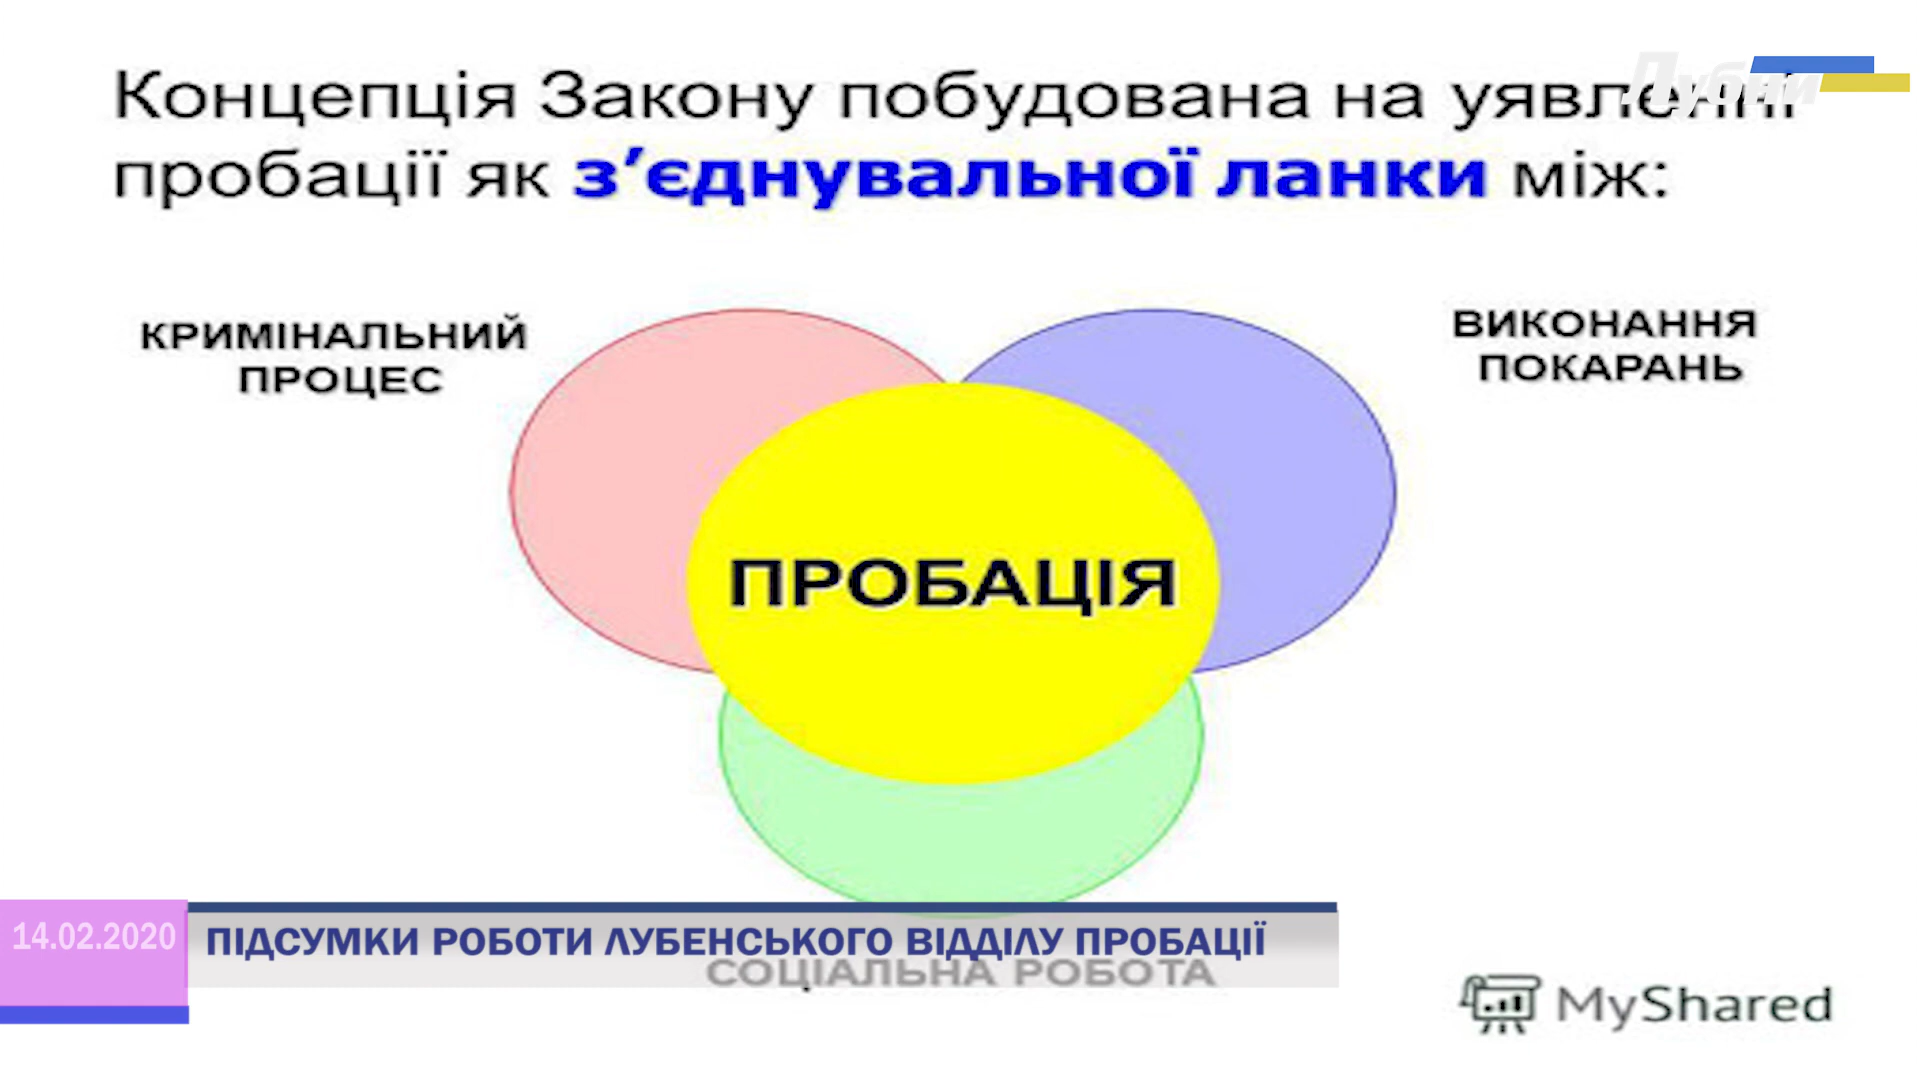 Лубни
Концепція Закону побудована на уявленні
пробації як з’єднувальної ланки між:
КРИМІНАЛЬНИЙ
ПРОЦЕС
ВИКОНАННЯ
ПОКАРАНЬ
ПРОБАЦІЯ
14.02.2020
ПІДСУМКИ РОБОТИ ЛУБЕНСЬКОГО ВІДДІЛУ ПРОБАЦІЇ
СОЦІАЛЬНА РОБОТА
MyShared